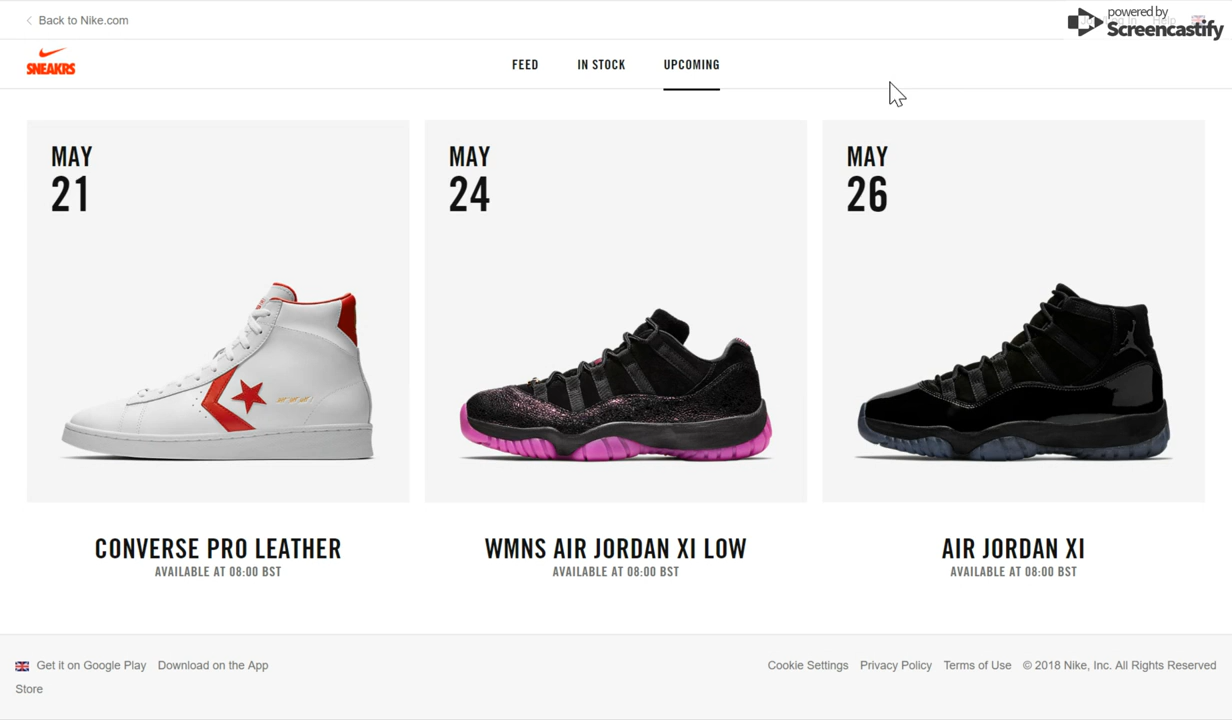 Back to Nike.com
powered by
Screencastify
Help
SNEAKRS
FEED
IN STOCK
UPCOMING
MAY
21
MAY
24
MAY
26
CONVERSE PRO LEATHER
AVAILABLE AT 08:00 BST
WMNS AIR JORDAN XI LOW
AVAILABLE AT 08:00 BST
AIR JORDAN XI
AVAILABLE AT 08:00 BST
Get it on Google Play
Download on the App
Store
Cookie Settings
Privacy Policy
Terms of Use
© 2018 Nike, Inc. All Rights Reserved